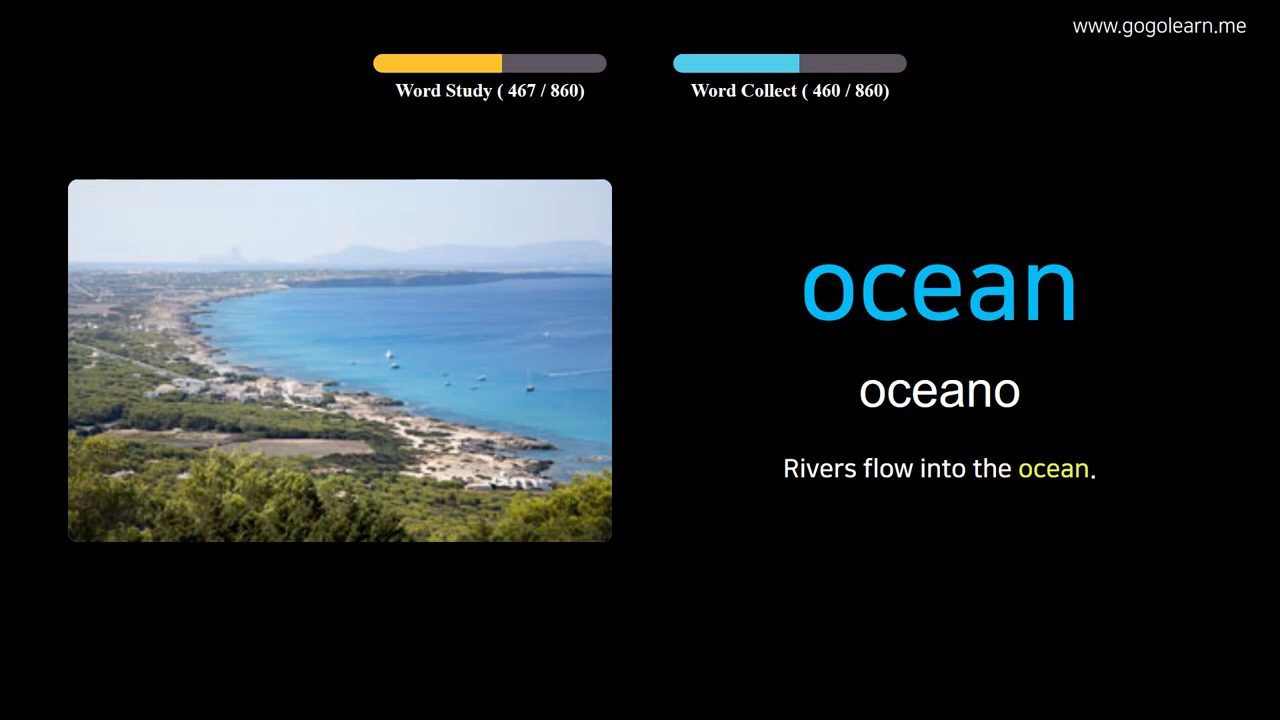 www.gogolearn.me
Word Study ( 467 / 860)
Word Collect ( 460 / 860)
ocean
oceano
Rivers flow into the ocean.